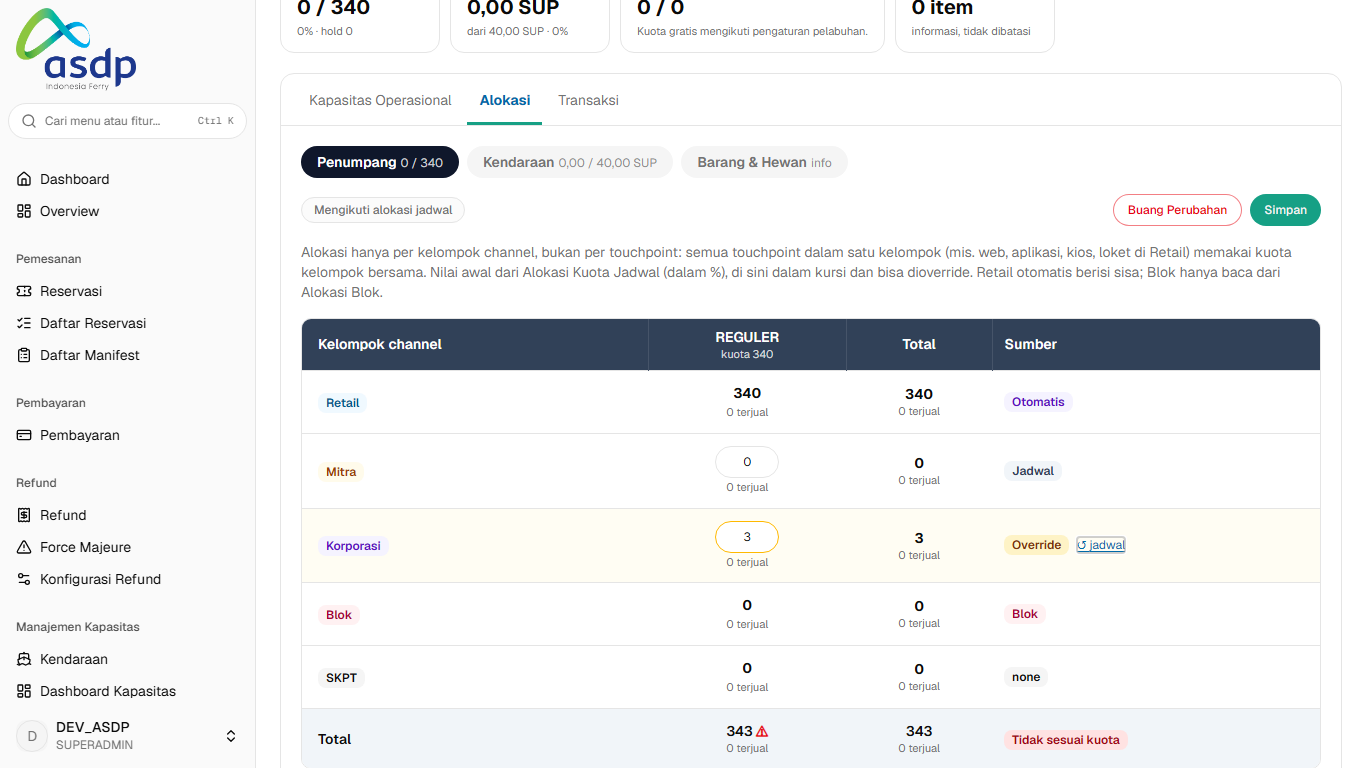 asdp
Indonesia Ferry
Cari menu atau fitur... Ctrl K
Dashboard
Overview
Pemesanan
Reservasi
Daftar Reservasi
Daftar Manifest
Pembayaran
Pembayaran
Refund
Refund
Force Majeure
Konfigurasi Refund
Manajemen Kapasitas
Kendaraan
Dashboard Kapasitas
D
DEV_ASDP
SUPERADMIN
0 / 340
0% · hold 0
0,00 SUP
dari 40,00 SUP · 0%
0 / 0
Kuota gratis mengikuti pengaturan pelabuhan.
0 item
informasi, tidak dibatasi
Kapasitas Operasional Alokasi Transaksi
Penumpang 0 / 340 Kendaraan 0,00 / 40,00 SUP Barang & Hewan info
Mengikuti alokasi jadwal Buang Perubahan Simpan
Alokasi hanya per kelompok channel, bukan per touchpoint: semua touchpoint dalam satu kelompok (mis. web, aplikasi, kios, loket di Retail) memakai kuota
kelompok bersama. Nilai awal dari Alokasi Kuota Jadwal (dalam %), di sini dalam kursi dan bisa dioverride. Retail otomatis berisi sisa; Blok hanya baca dari
Alokasi Blok.
Kelompok channel REGULER Total Sumber
kuota 340
Retail 340 340 Otomatis
0 terjual 0 terjual
Mitra 0 0 Jadwal
0 terjual 0 terjual
Korporasi 3 3 Override ↺ jadwal
0 terjual 0 terjual
Blok 0 0 Blok
0 terjual 0 terjual
SKPT 0 0 none
0 terjual 0 terjual
Total 343 343 Tidak sesuai kuota
0 terjual 0 terjual